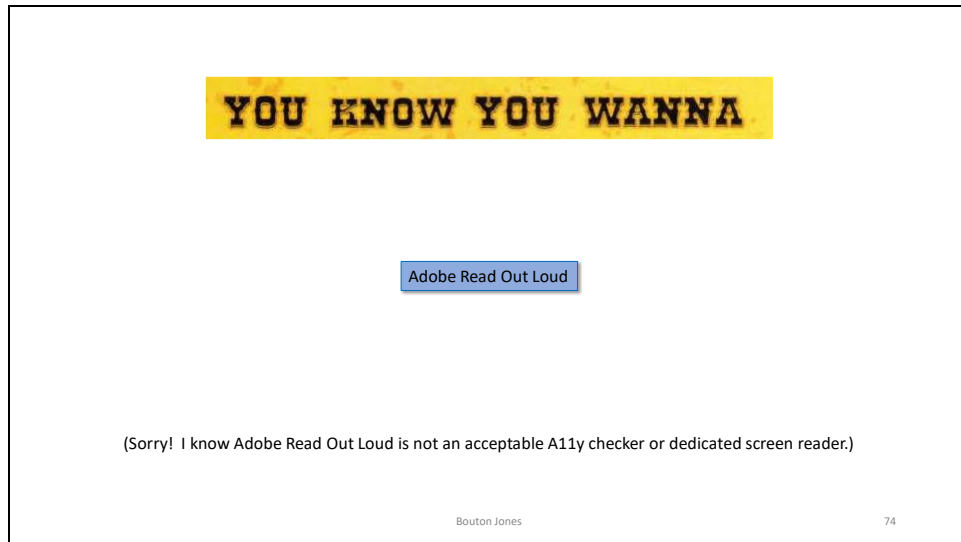 YOU KNOW YOU WANNA
Adobe Read Out Loud
(Sorry!  I know Adobe Read Out Loud is not an acceptable A11y checker or dedicated screen reader.)
Bouton Jones
74